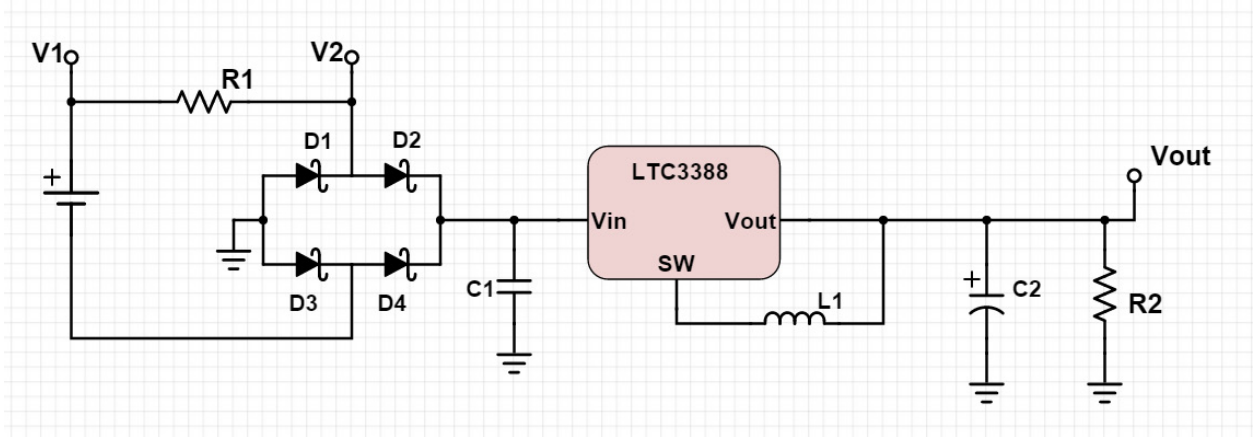 V1
R1
V2
D1
D2
D3
D4
+
C1
LTC3388
Vin
Vout
SW
L1
+
C2
R2
Vout